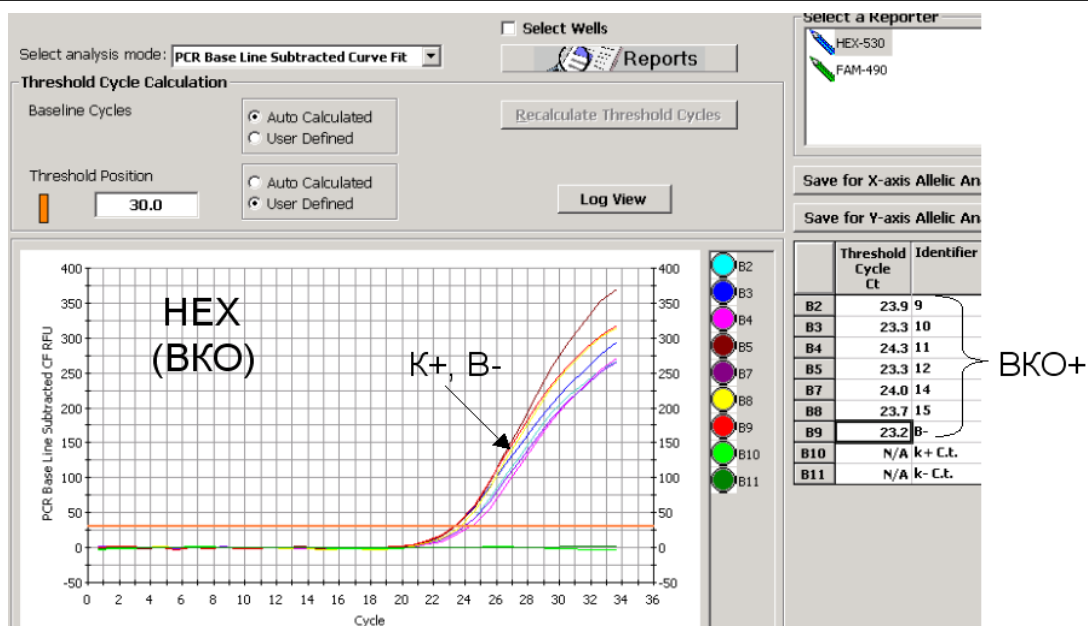 Select Wells
Select a Reporter
Select analysis mode: PCR Base Line Subtracted Curve Fit
Reports
HEX-530
FAM-490
Threshold Cycle Calculation
Baseline Cycles
Auto Calculated
User Defined
Recalculate Threshold Cycles
Threshold Position
30.0
Auto Calculated
User Defined
Log View
Save for X-axis Allelic An
Save for Y-axis Allelic An
PCR Base Line Subtracted CF RFU
400
350
300
250
200
150
100
50
0
-50
HEX
(ВКО)
К+, В-
400
350
300
250
200
150
100
50
0
-50
0 2 4 6 8 10 12 14 16 18 20 22 24 26 28 30 32 34 36
Cycle
B2
B3
B4
B5
B7
B8
B9
B10
B11
Threshold Cycle Ct Identifier
B2 23.9 9
B3 23.3 10
B4 24.3 11
B5 23.3 12
B7 24.0 14
B8 23.7 15
B9 23.2 B-
B10 N/A k+ C.t.
B11 N/A k- C.t.
ВКО+